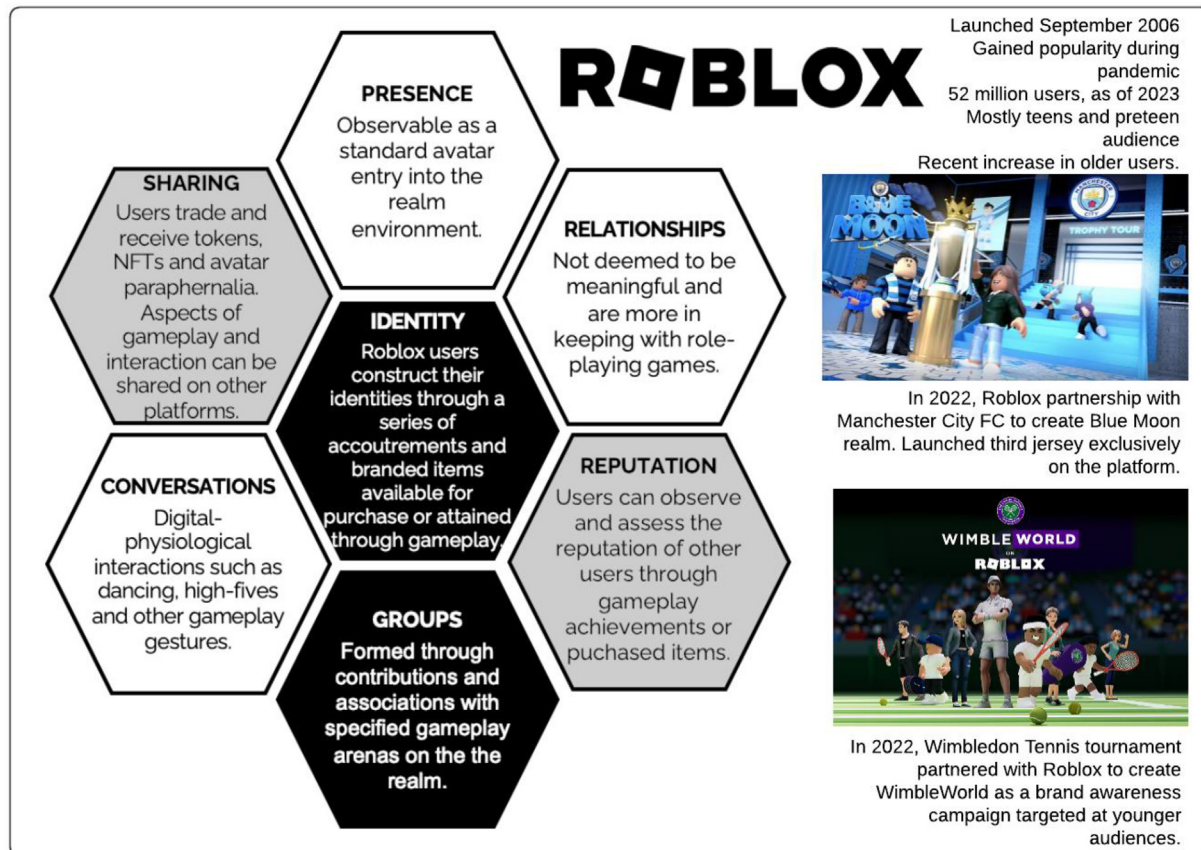 ROBLOX
Launched September 2006
Gained popularity during
pandemic
52 million users, as of 2023
Mostly teens and preteen
audience
Recent increase in older users.
PRESENCE
Observable as a
standard avatar
entry into the
realm
environment.
SHARING
Users trade and
receive tokens,
NFTs and avatar
paraphernalia.
Aspects of
gameplay and
interaction can be
shared on other
platforms.
RELATIONSHIPS
Not deemed to be
meaningful and
are more in
keeping with role-
playing games.
IDENTITY
Roblox users
construct their
identities through a
series of
accoutrements and
branded items
available for
purchase or attained
through gameplay.
CONVERSATIONS
Digital-
physiological
interactions such as
dancing, high-fives
and other gameplay
gestures.
REPUTATION
Users can observe
and assess the
reputation of other
users through
gameplay
achievements or
puchased items.
GROUPS
Formed through
contributions and
associations with
specified gameplay
arenas on the the
realm.
BLUE
MOON
MANCHESTER
CITY
TROPHY TOUR
In 2022, Roblox partnership with
Manchester City FC to create Blue Moon
realm. Launched third jersey exclusively
on the platform.
WIMBLEWORLD
ON
ROBLOX
In 2022, Wimbledon Tennis tournament
partnered with Roblox to create
WimbleWorld as a brand awareness
campaign targeted at younger
audiences.